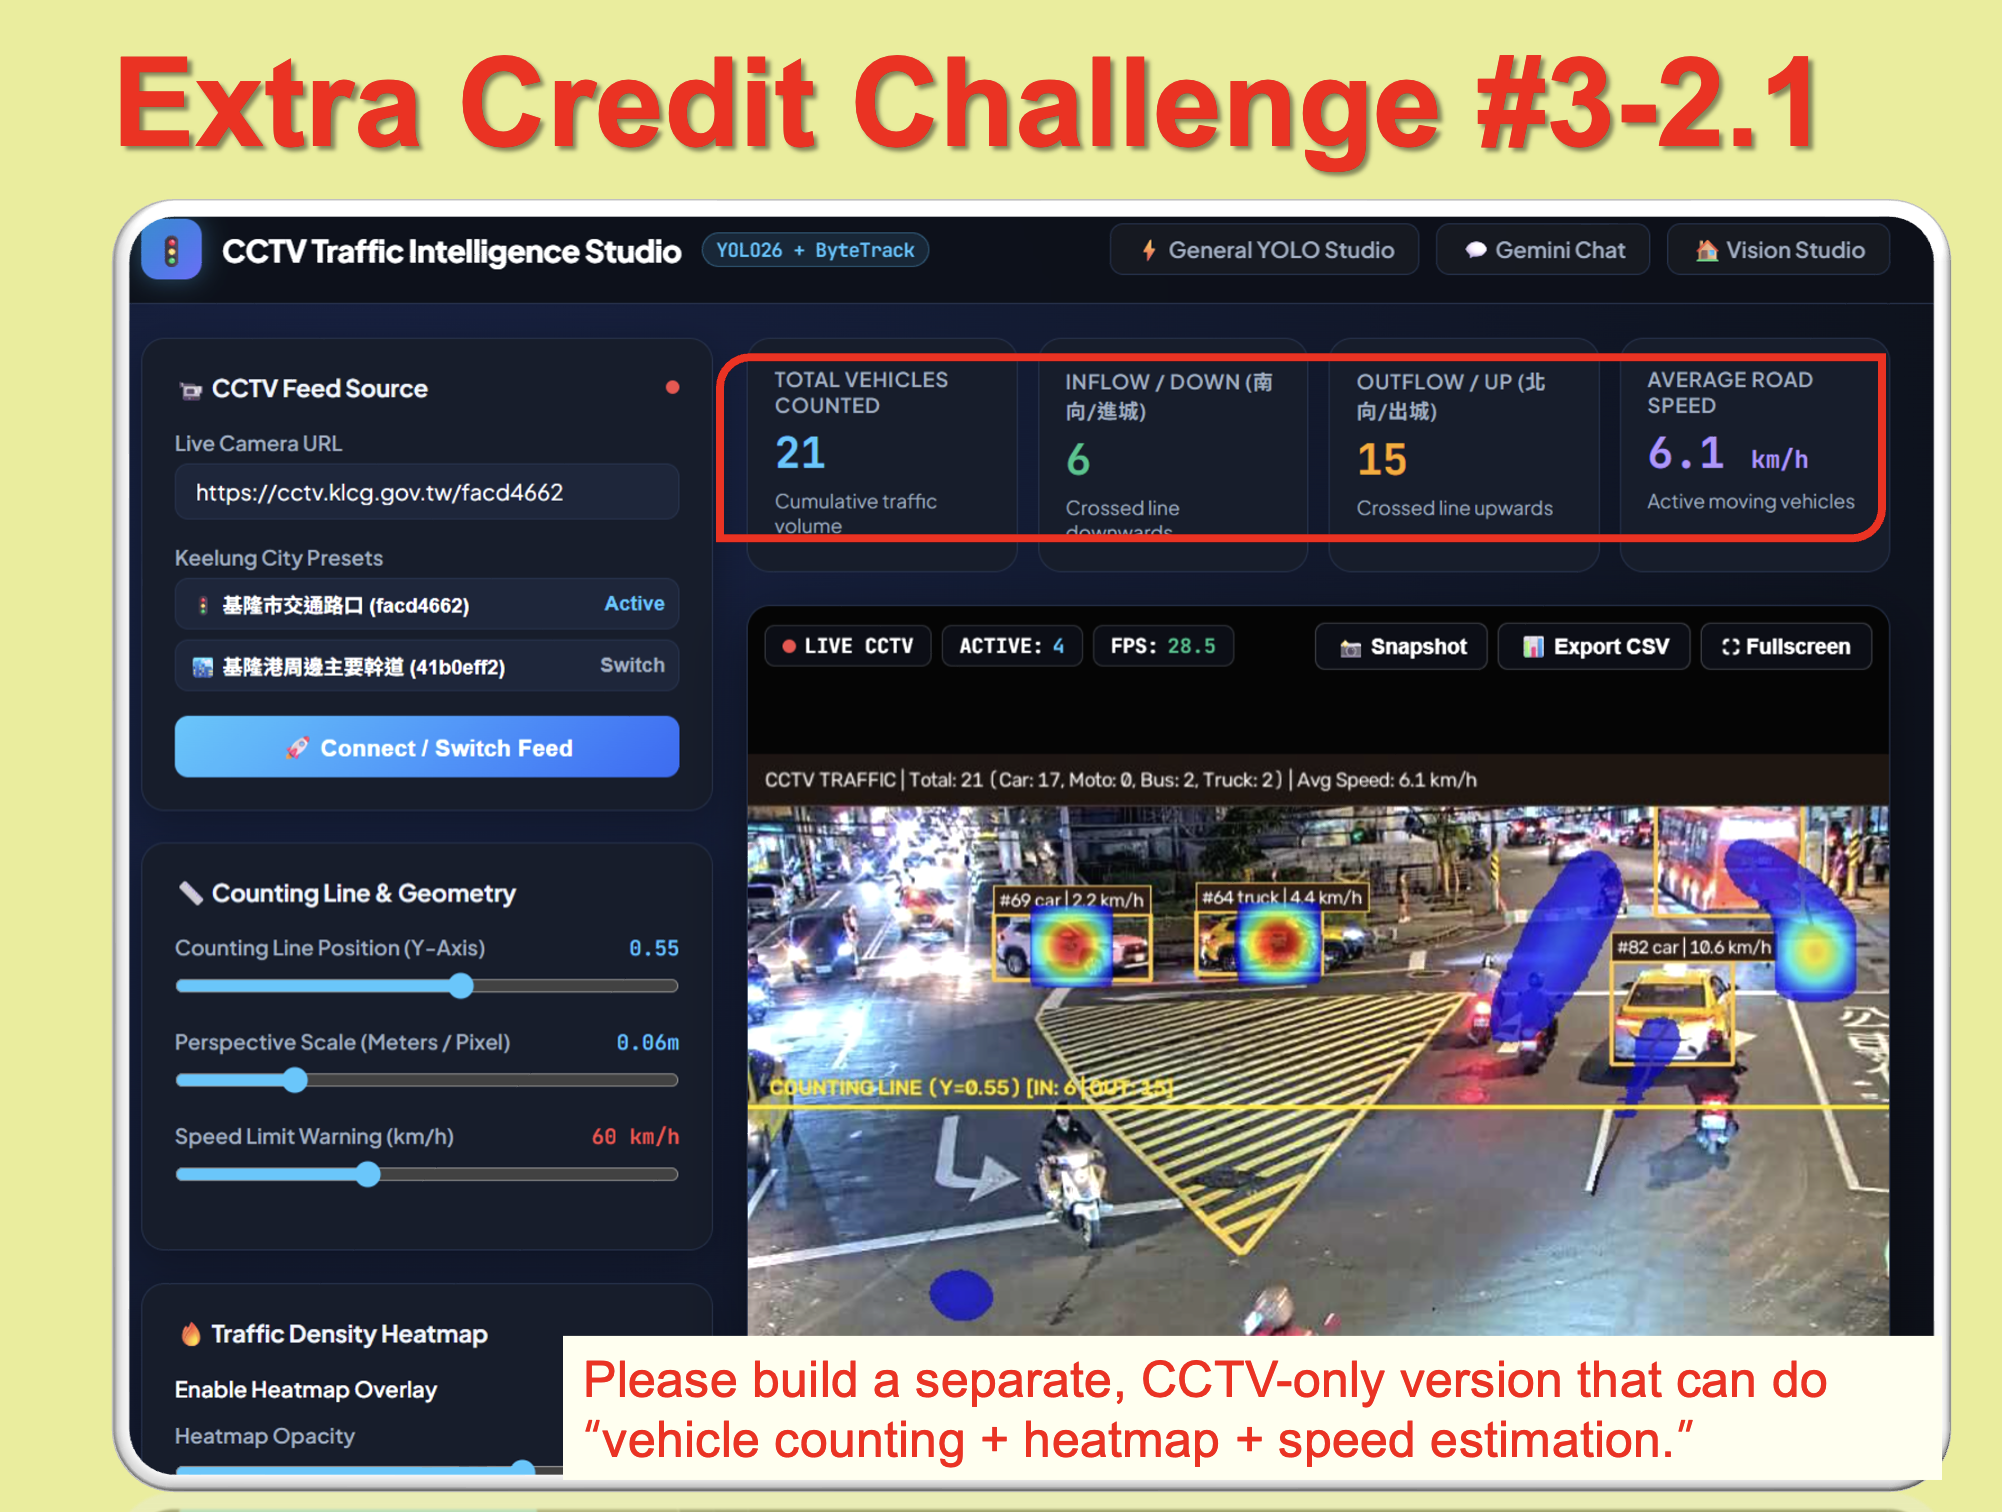 Extra Credit Challenge #3-2.1
CCTV Traffic Intelligence Studio
YOLO26 + ByteTrack
General YOLO Studio
Gemini Chat
Vision Studio
CCTV Feed Source
Live Camera URL
https://cctv.klcg.gov.tw/facd4662
Keelung City Presets
基隆市交通路口 (facd4662)
Active
基隆港周邊主要幹道 (41b0eff2)
Switch
Connect / Switch Feed
Counting Line & Geometry
Counting Line Position (Y-Axis)
0.55
Perspective Scale (Meters / Pixel)
0.06m
Speed Limit Warning (km/h)
60 km/h
Traffic Density Heatmap
Enable Heatmap Overlay
Heatmap Opacity
TOTAL VEHICLES
COUNTED
21
Cumulative traffic
volume
INFLOW / DOWN (南
向/進城)
6
Crossed line
downwards
OUTFLOW / UP (北
向/出城)
15
Crossed line upwards
AVERAGE ROAD
SPEED
6.1 km/h
Active moving vehicles
LIVE CCTV
ACTIVE: 4
FPS: 28.5
Snapshot
Export CSV
Fullscreen
CCTV TRAFFIC | Total: 21 (Car: 17, Moto: 0, Bus: 2, Truck: 2) | Avg Speed: 6.1 km/h
#69 car | 2.2 km/h
#64 truck | 4.4 km/h
#82 car | 10.6 km/h
COUNTING LINE (Y=0.55) [IN: 6 | OUT: 15]
Please build a separate, CCTV-only version that can do
“vehicle counting + heatmap + speed estimation.”